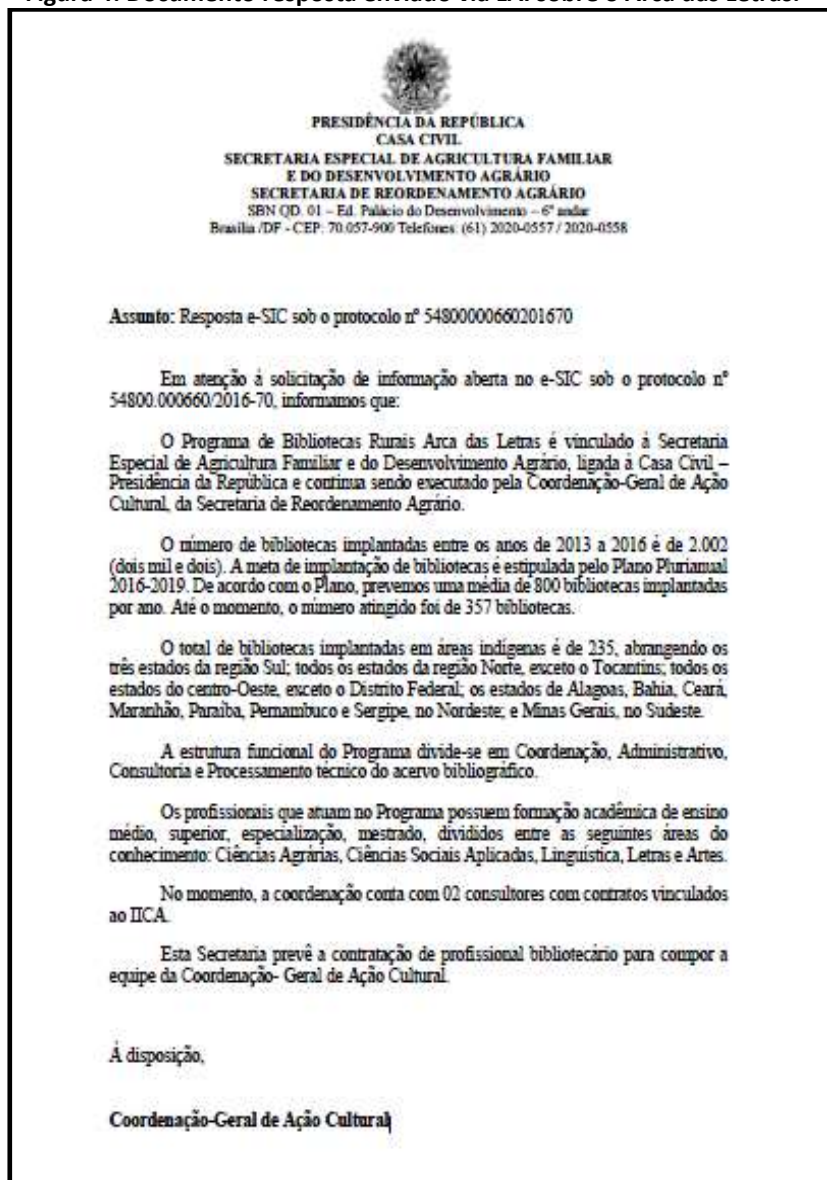 PRESIDÊNCIA DA REPÚBLICA
CASA CIVIL
SECRETARIA ESPECIAL DE AGRICULTURA FAMILIAR
E DO DESENVOLVIMENTO AGRÁRIO
SECRETARIA DE REORDENAMENTO AGRÁRIO
SBN QD. 01 – Ed. Palácio do Desenvolvimento – 6º andar
Brasília /DF - CEP: 70.057-900 Telefones: (61) 2020-0557 / 2020-0558
Assunto: Resposta e-SIC sob o protocolo nº 54800000660201670
Em atenção à solicitação de informação aberta no e-SIC sob o protocolo nº
54800.000660/2016-70, informamos que:
O Programa de Bibliotecas Rurais Arca das Letras é vinculado à Secretaria
Especial de Agricultura Familiar e do Desenvolvimento Agrário, ligada à Casa Civil –
Presidência da República e continua sendo executado pela Coordenação-Geral de Ação
Cultural, da Secretaria de Reordenamento Agrário.
O número de bibliotecas implantadas entre os anos de 2013 a 2016 é de 2.002
(dois mil e dois). A meta de implantação de bibliotecas é estipulada pelo Plano Plurianual
2016-2019. De acordo com o Plano, prevemos uma média de 800 bibliotecas implantadas
por ano. Até o momento, o número atingido foi de 357 bibliotecas.
O total de bibliotecas implantadas em áreas indígenas é de 235, abrangendo os
três estados da região Sul; todos os estados da região Norte, exceto o Tocantins; todos os
estados do centro-Oeste, exceto o Distrito Federal; os estados de Alagoas, Bahia, Ceará,
Maranhão, Paraíba, Pernambuco e Sergipe, no Nordeste; e Minas Gerais, no Sudeste.
A estrutura funcional do Programa divide-se em Coordenação, Administrativo,
Consultoria e Processamento técnico do acervo bibliográfico.
Os profissionais que atuam no Programa possuem formação acadêmica de ensino
médio, superior, especialização, mestrado, divididos entre as seguintes áreas do
conhecimento: Ciências Agrárias, Ciências Sociais Aplicadas, Linguística, Letras e Artes.
No momento, a coordenação conta com 02 consultores com contratos vinculados
ao IICA.
Esta Secretaria prevê a contratação de profissional bibliotecário para compor a
equipe da Coordenação- Geral de Ação Cultural.
À disposição,
Coordenação-Geral de Ação Cultural